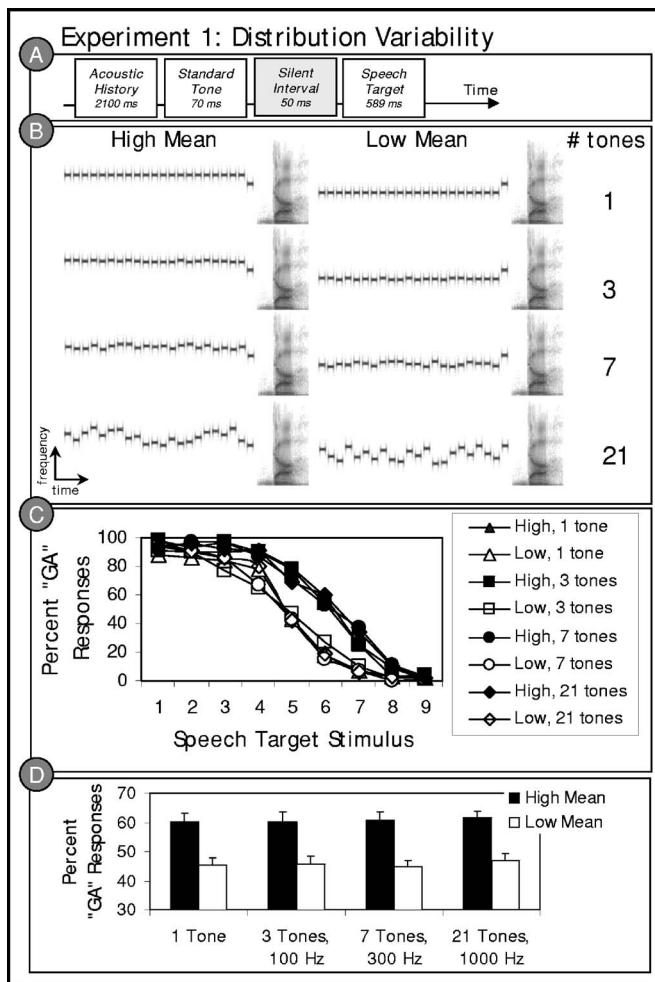 Experiment 1: Distribution Variability
A
Acoustic History 2100 ms
Standard Tone 70 ms
Silent Interval 50 ms
Speech Target 589 ms
Time
B
High Mean
Low Mean
# tones
1
3
7
21
frequency
time
C
Percent "GA" Responses
100
80
60
40
20
0
1 2 3 4 5 6 7 8 9
Speech Target Stimulus
High, 1 tone
Low, 1 tone
High, 3 tones
Low, 3 tones
High, 7 tones
Low, 7 tones
High, 21 tones
Low, 21 tones
D
Percent "GA" Responses
70
60
50
40
30
High Mean
Low Mean
1 Tone
3 Tones, 100 Hz
7 Tones, 300 Hz
21 Tones, 1000 Hz